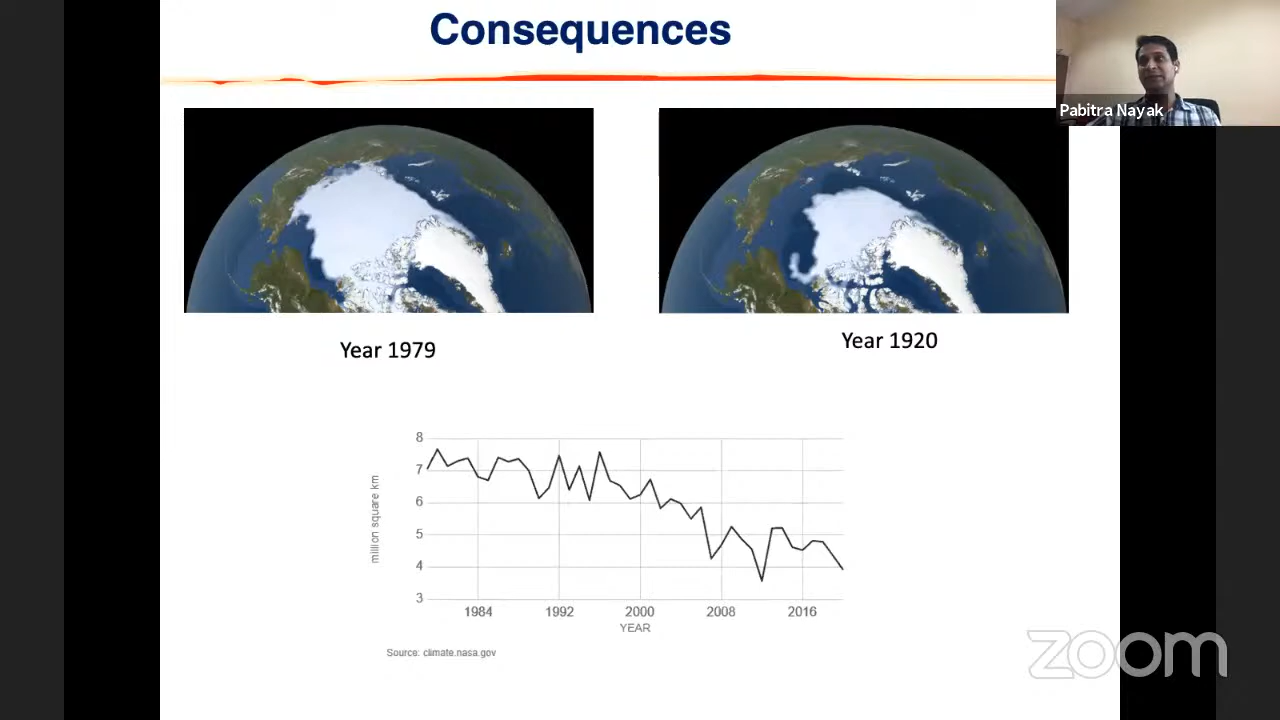 Consequences
Pabitra Nayak
Year 1979
Year 1920
8
7
6
5
4
3
million square km
1984 1992 2000 2008 2016
YEAR
Source: climate.nasa.gov
zoom